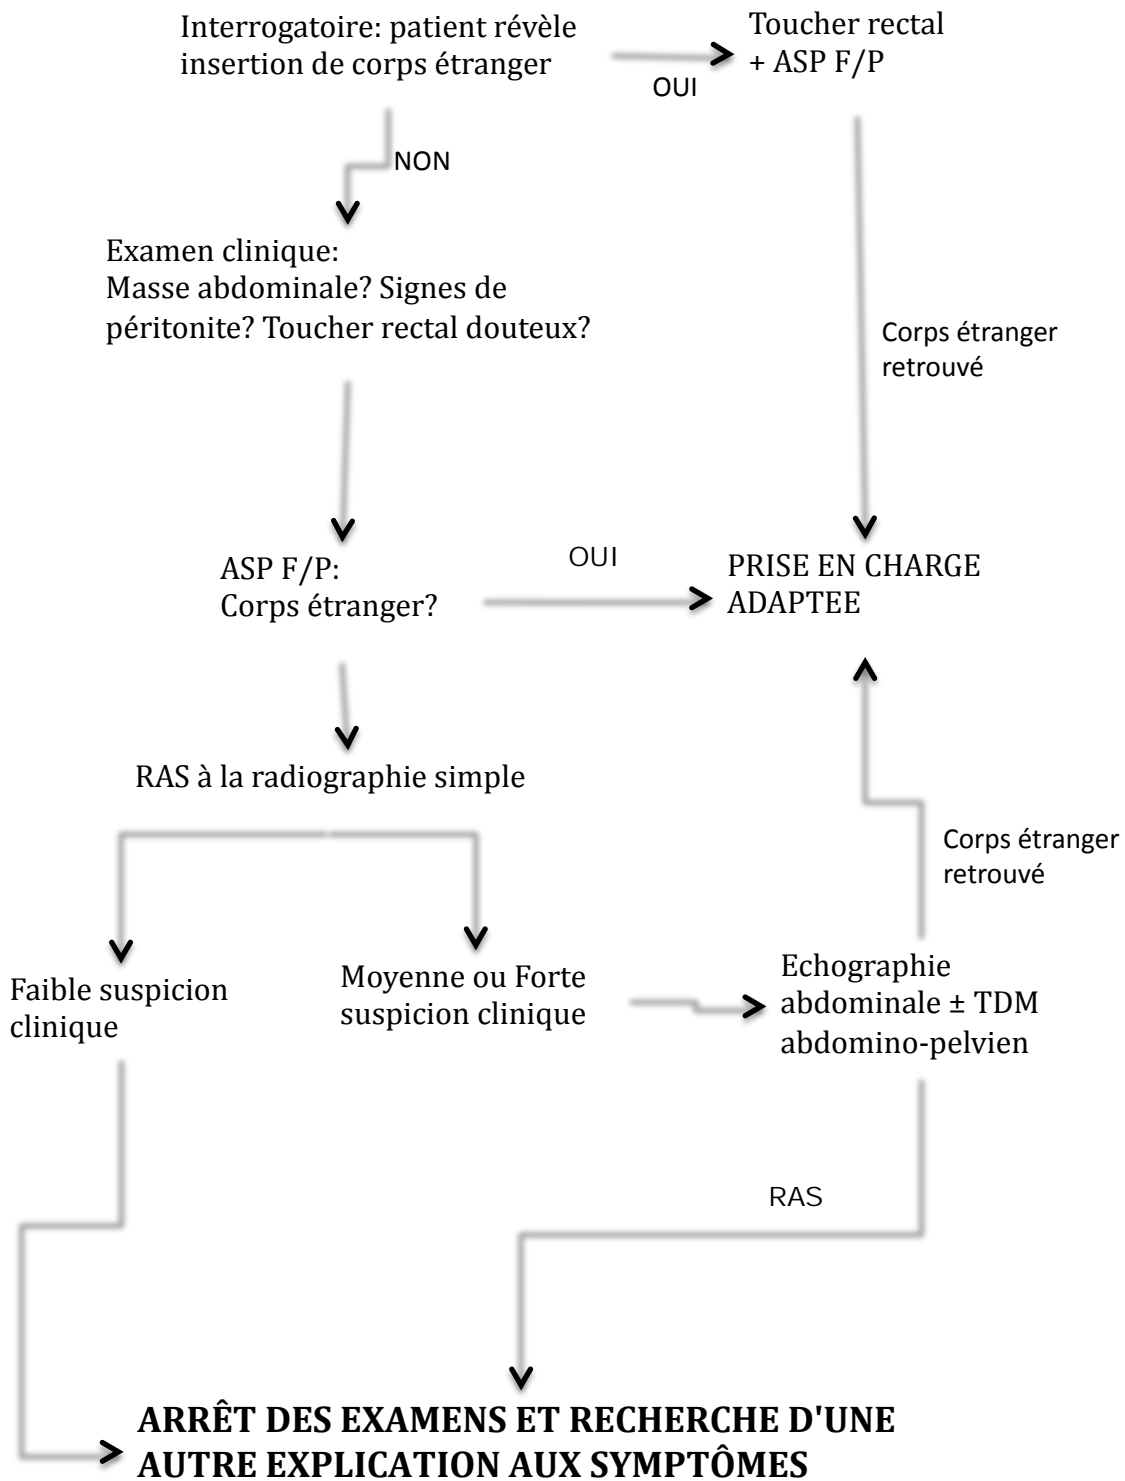 Interrogatoire: patient révèle
insertion de corps étranger
OUI
Toucher rectal
+ ASP F/P
NON
Examen clinique:
Masse abdominale? Signes de
péritonite? Toucher rectal douteux?
Corps étranger
retrouvé
ASP F/P:
Corps étranger?
OUI
PRISE EN CHARGE
ADAPTEE
RAS à la radiographie simple
Corps étranger
retrouvé
Faible suspicion
clinique
Moyenne ou Forte
suspicion clinique
Echographie
abdominale ± TDM
abdomino-pelvien
RAS
ARRÊT DES EXAMENS ET RECHERCHE D'UNE
AUTRE EXPLICATION AUX SYMPTÔMES